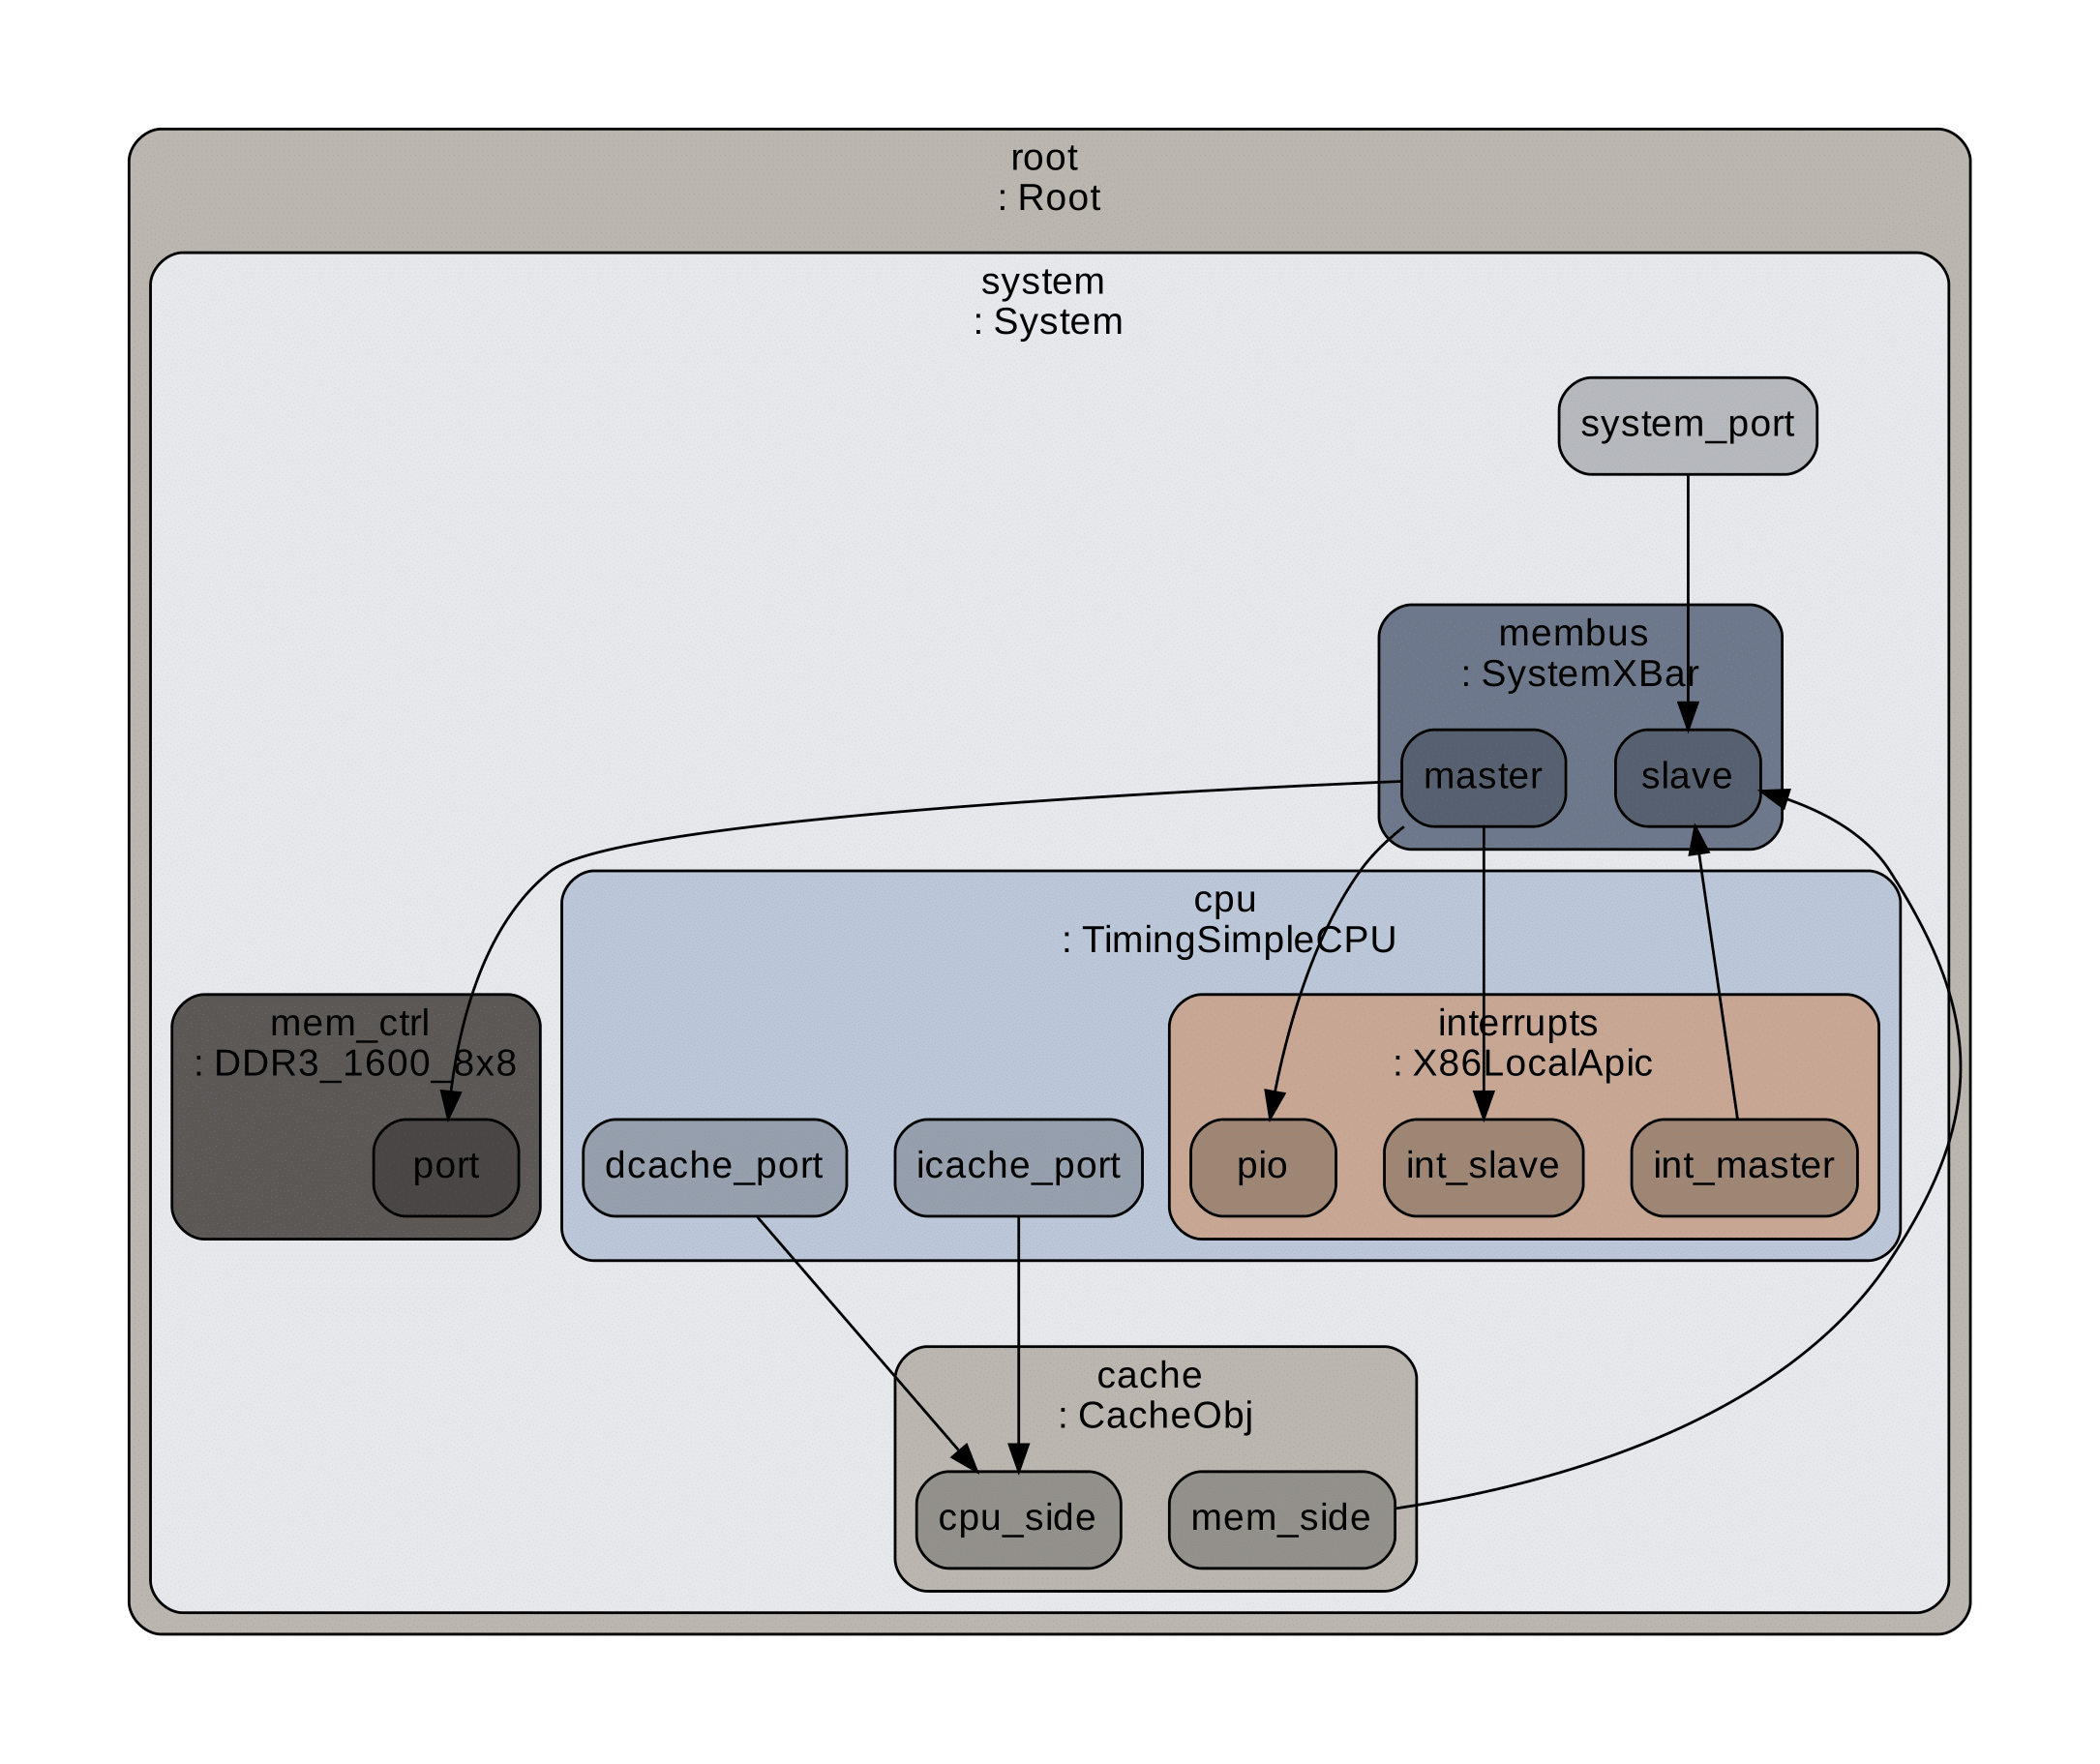 root
: Root
system
: System
system_port
membus
: SystemXBar
master
slave
cpu
: TimingSimpleCPU
mem_ctrl
: DDR3_1600_8x8
interrupts
: X86LocalApic
port
dcache_port
icache_port
pio
int_slave
int_master
cache
: CacheObj
cpu_side
mem_side